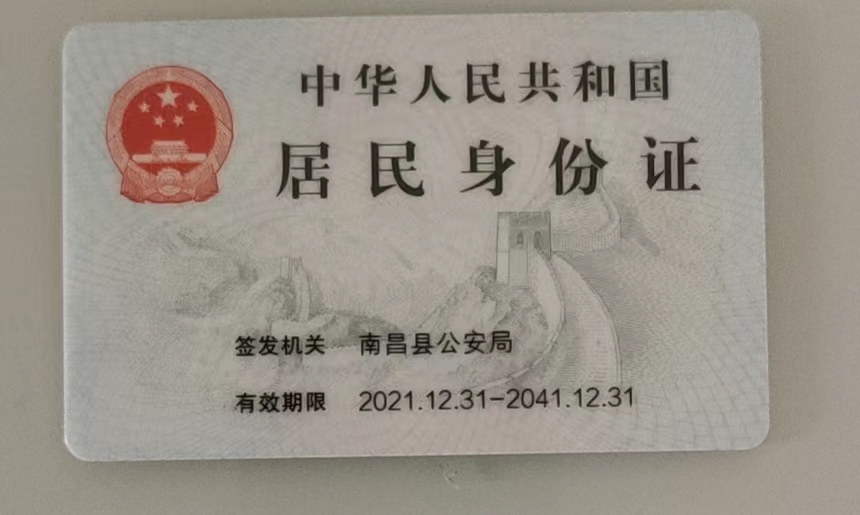 中华人民共和国
居民身份证
签发机关 南昌县公安局
有效期限 2021.12.31-2041.12.31